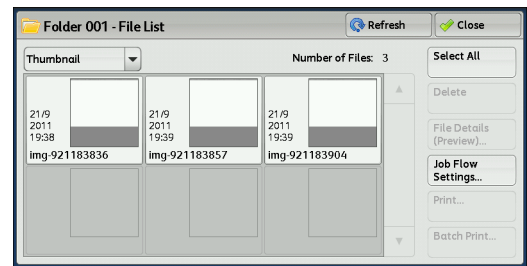 Folder 001 - File List
Refresh
Close
Thumbnail
Number of Files: 3
Select All
Delete
File Details
(Preview)...
Job Flow
Settings...
Print...
Batch Print...
21/9
2011
19:38
img-921183836
21/9
2011
19:39
img-921183857
21/9
2011
19:39
img-921183904